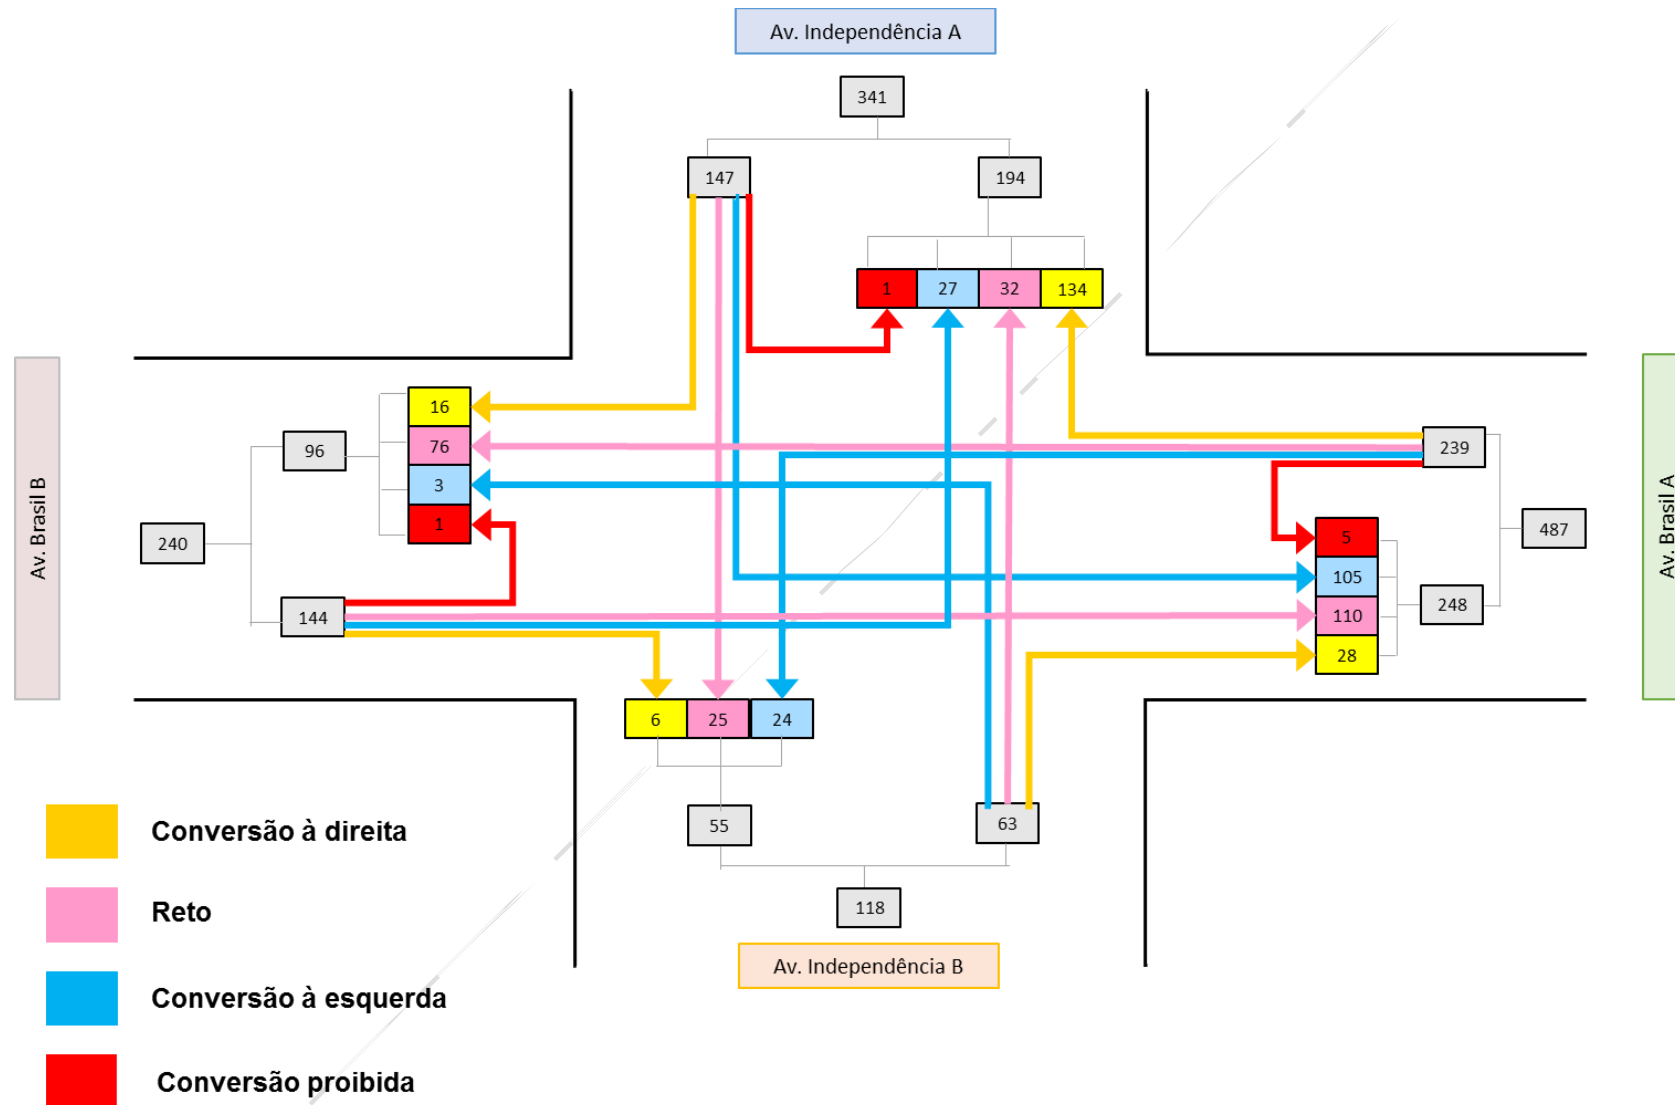 Av. Independência A
341
147
194
1 27 32 134
16
76
3
1
96
240
144
Av. Brasil B
239
487
5
105
110
28
248
Av. Brasil A
6 25 24
55
63
118
Av. Independência B
Conversão à direita
Reto
Conversão à esquerda
Conversão proibida